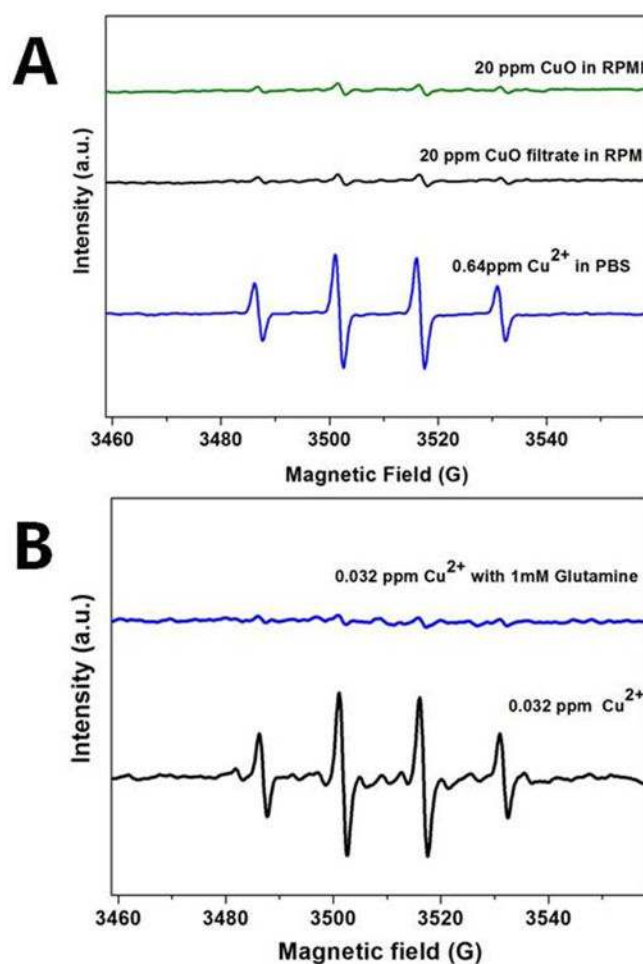 A
20 ppm CuO in RPMI
20 ppm CuO filtrate in RPM
0.64ppm Cu2+ in PBS
Intensity (a.u.)
3460 3480 3500 3520 3540
Magnetic Field (G)
B
0.032 ppm Cu2+ with 1mM Glutamine
0.032 ppm Cu2+
Intensity (a.u.)
3460 3480 3500 3520 3540
Magnetic field (G)